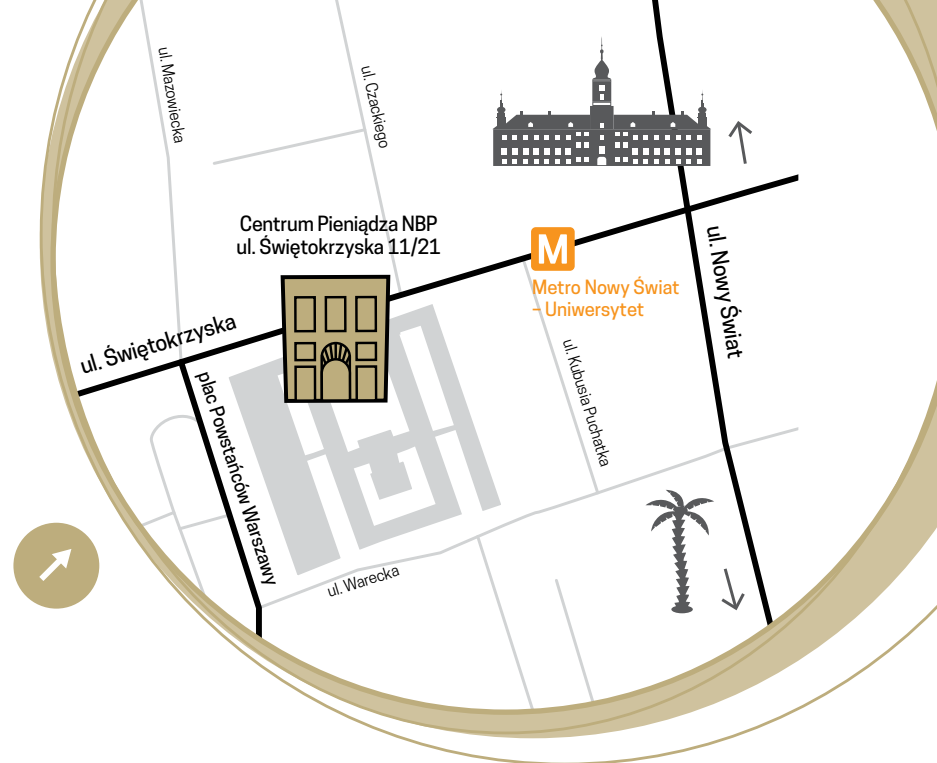 ul. Mazowiecka
ul. Czackiego
Centrum Pieniądza NBP
ul. Świętokrzyska 11/21
M
Metro Nowy Świat
– Uniwersytet
ul. Nowy Świat
ul. Świętokrzyska
plac Powstańców Warszawy
ul. Kubusia Puchatka
ul. Warecka